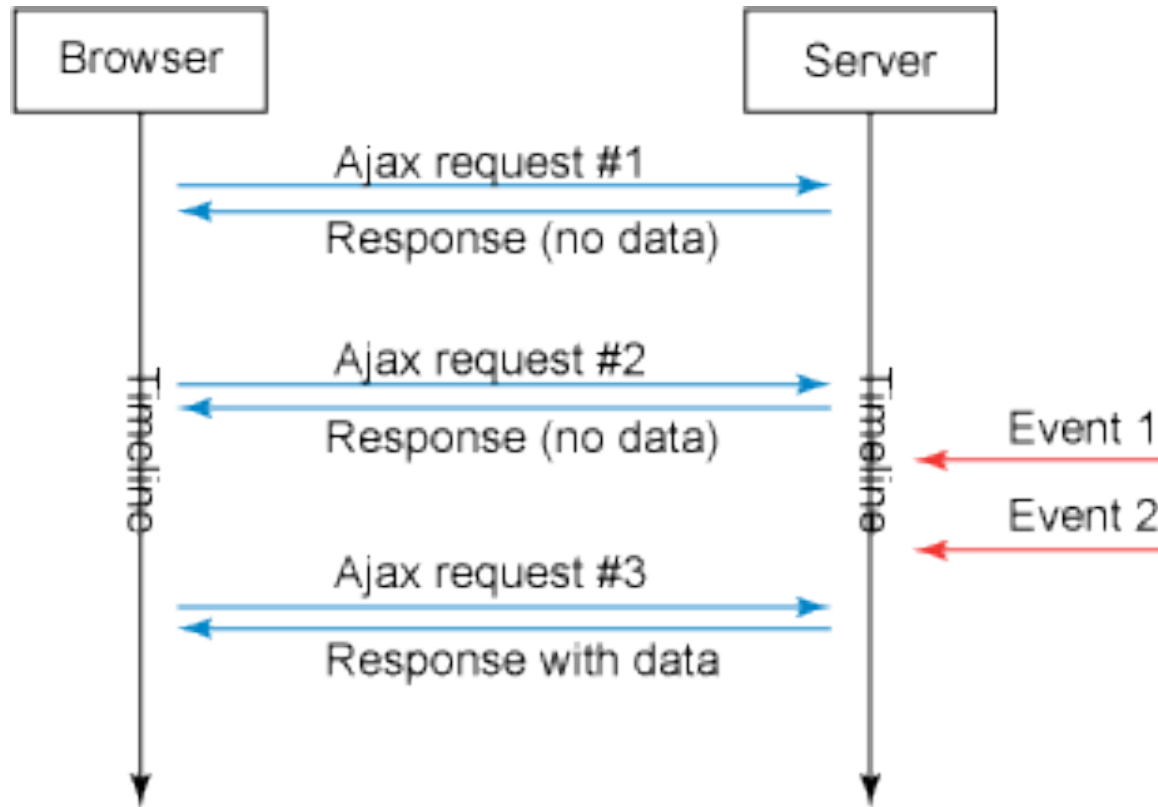 Browser
Server
Ajax request #1
Response (no data)
Ajax request #2
Response (no data)
Timeline
Timeline
Event 1
Event 2
Ajax request #3
Response with data